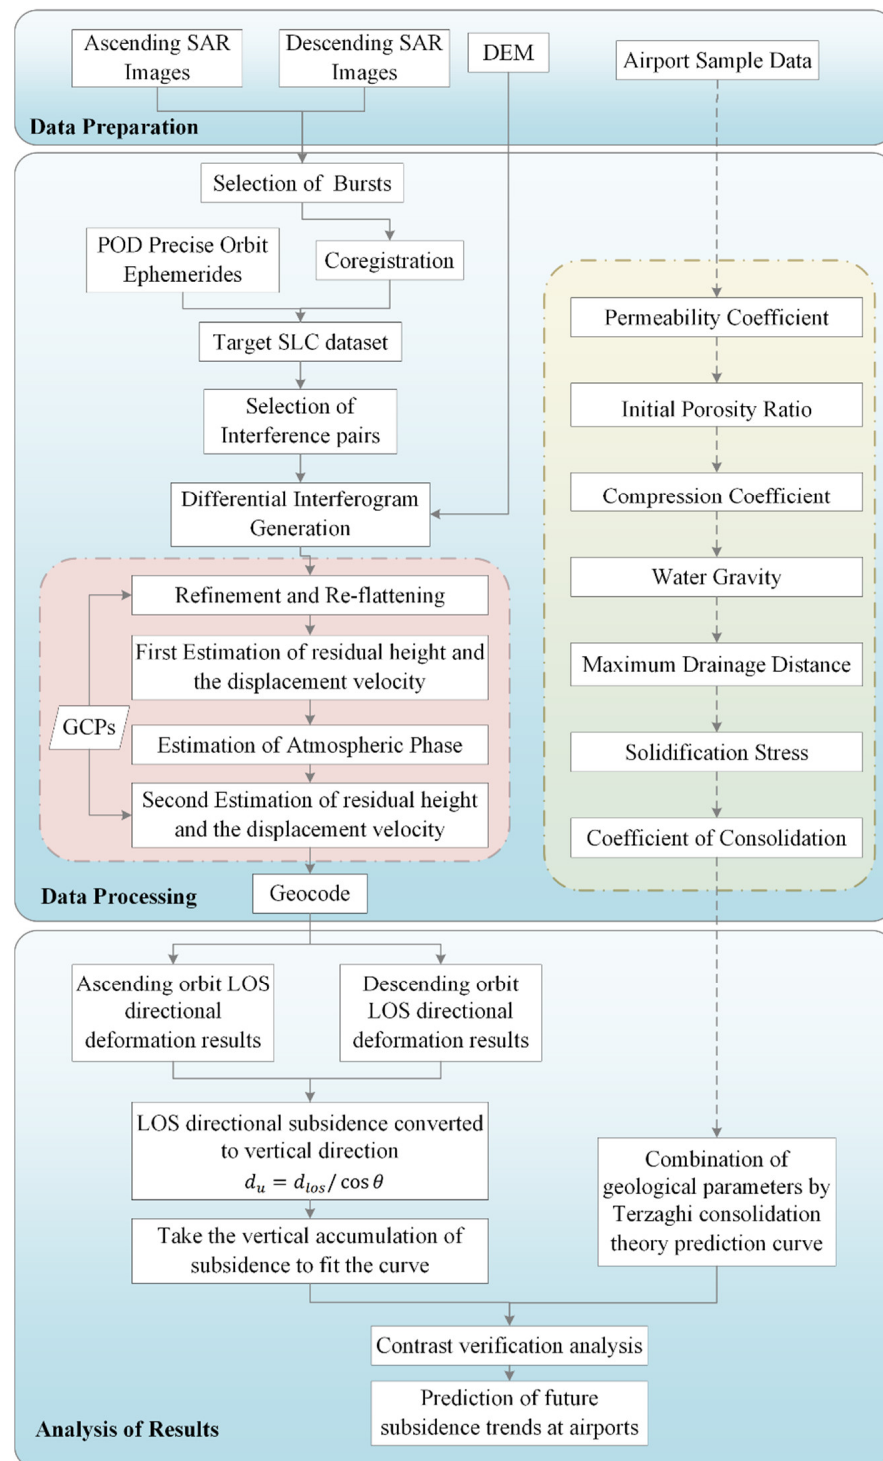 Ascending SAR
Images
Descending SAR
Images
DEM
Airport Sample Data
Data Preparation
Selection of Bursts
POD Precise Orbit
Ephemerides
Coregistration
Target SLC dataset
Selection of
Interference pairs
Differential Interferogram
Generation
Refinement and Re-flattening
First Estimation of residual height and
the displacement velocity
GCPs
Estimation of Atmospheric Phase
Second Estimation of residual height
and the displacement velocity
Geocode
Permeability Coefficient
Initial Porosity Ratio
Compression Coefficient
Water Gravity
Maximum Drainage Distance
Solidification Stress
Coefficient of Consolidation
Data Processing
Ascending orbit LOS
directional
deformation results
Descending orbit
LOS directional
deformation results
LOS directional subsidence converted
to vertical direction
d_u = d_los / cos θ
Take the vertical accumulation of
subsidence to fit the curve
Combination of
geological parameters by
Terzaghi consolidation
theory prediction curve
Contrast verification analysis
Prediction of future
subsidence trends at airports
Analysis of Results